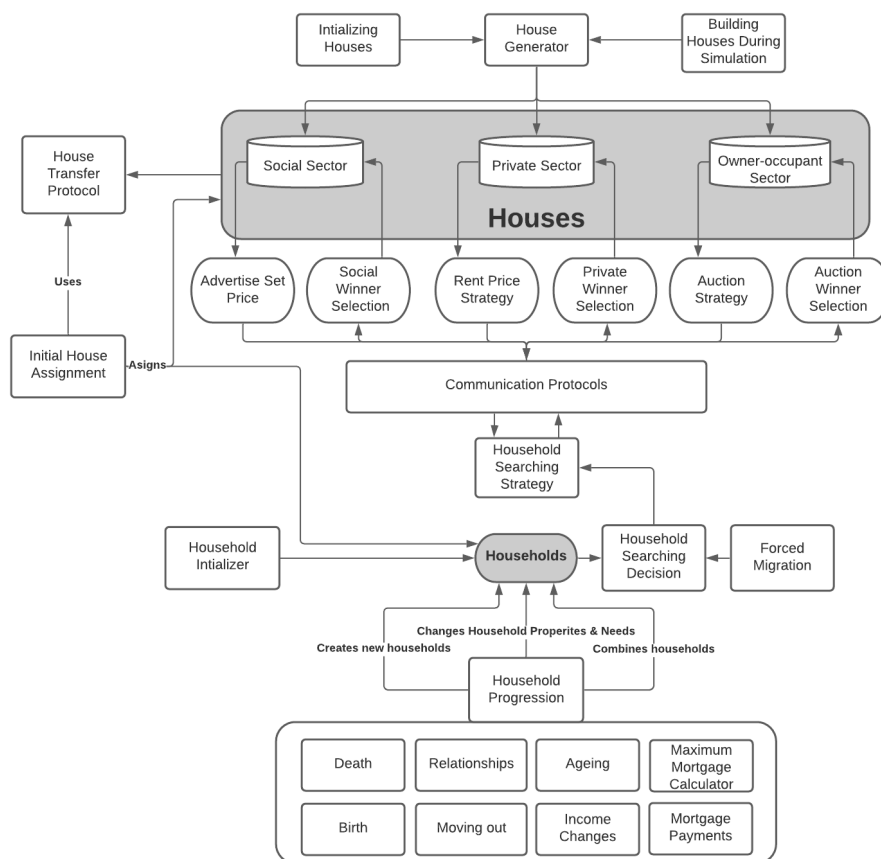 Intializing
Houses
House
Generator
Building
Houses During
Simulation
House
Transfer
Protocol
Social Sector
Private Sector
Owner-occupant
Sector
Houses
Uses
Advertise Set
Price
Social
Winner
Selection
Rent Price
Strategy
Private
Winner
Selection
Auction
Strategy
Auction
Winner
Selection
Initial House
Assignment
Asigns
Communication Protocols
Household
Searching
Strategy
Household
Intializer
Households
Household
Searching
Decision
Forced
Migration
Changes Household Properites & Needs
Creates new households
Combines households
Household
Progression
Death
Relationships
Ageing
Maximum
Mortgage
Calculator
Birth
Moving out
Income
Changes
Mortgage
Payments